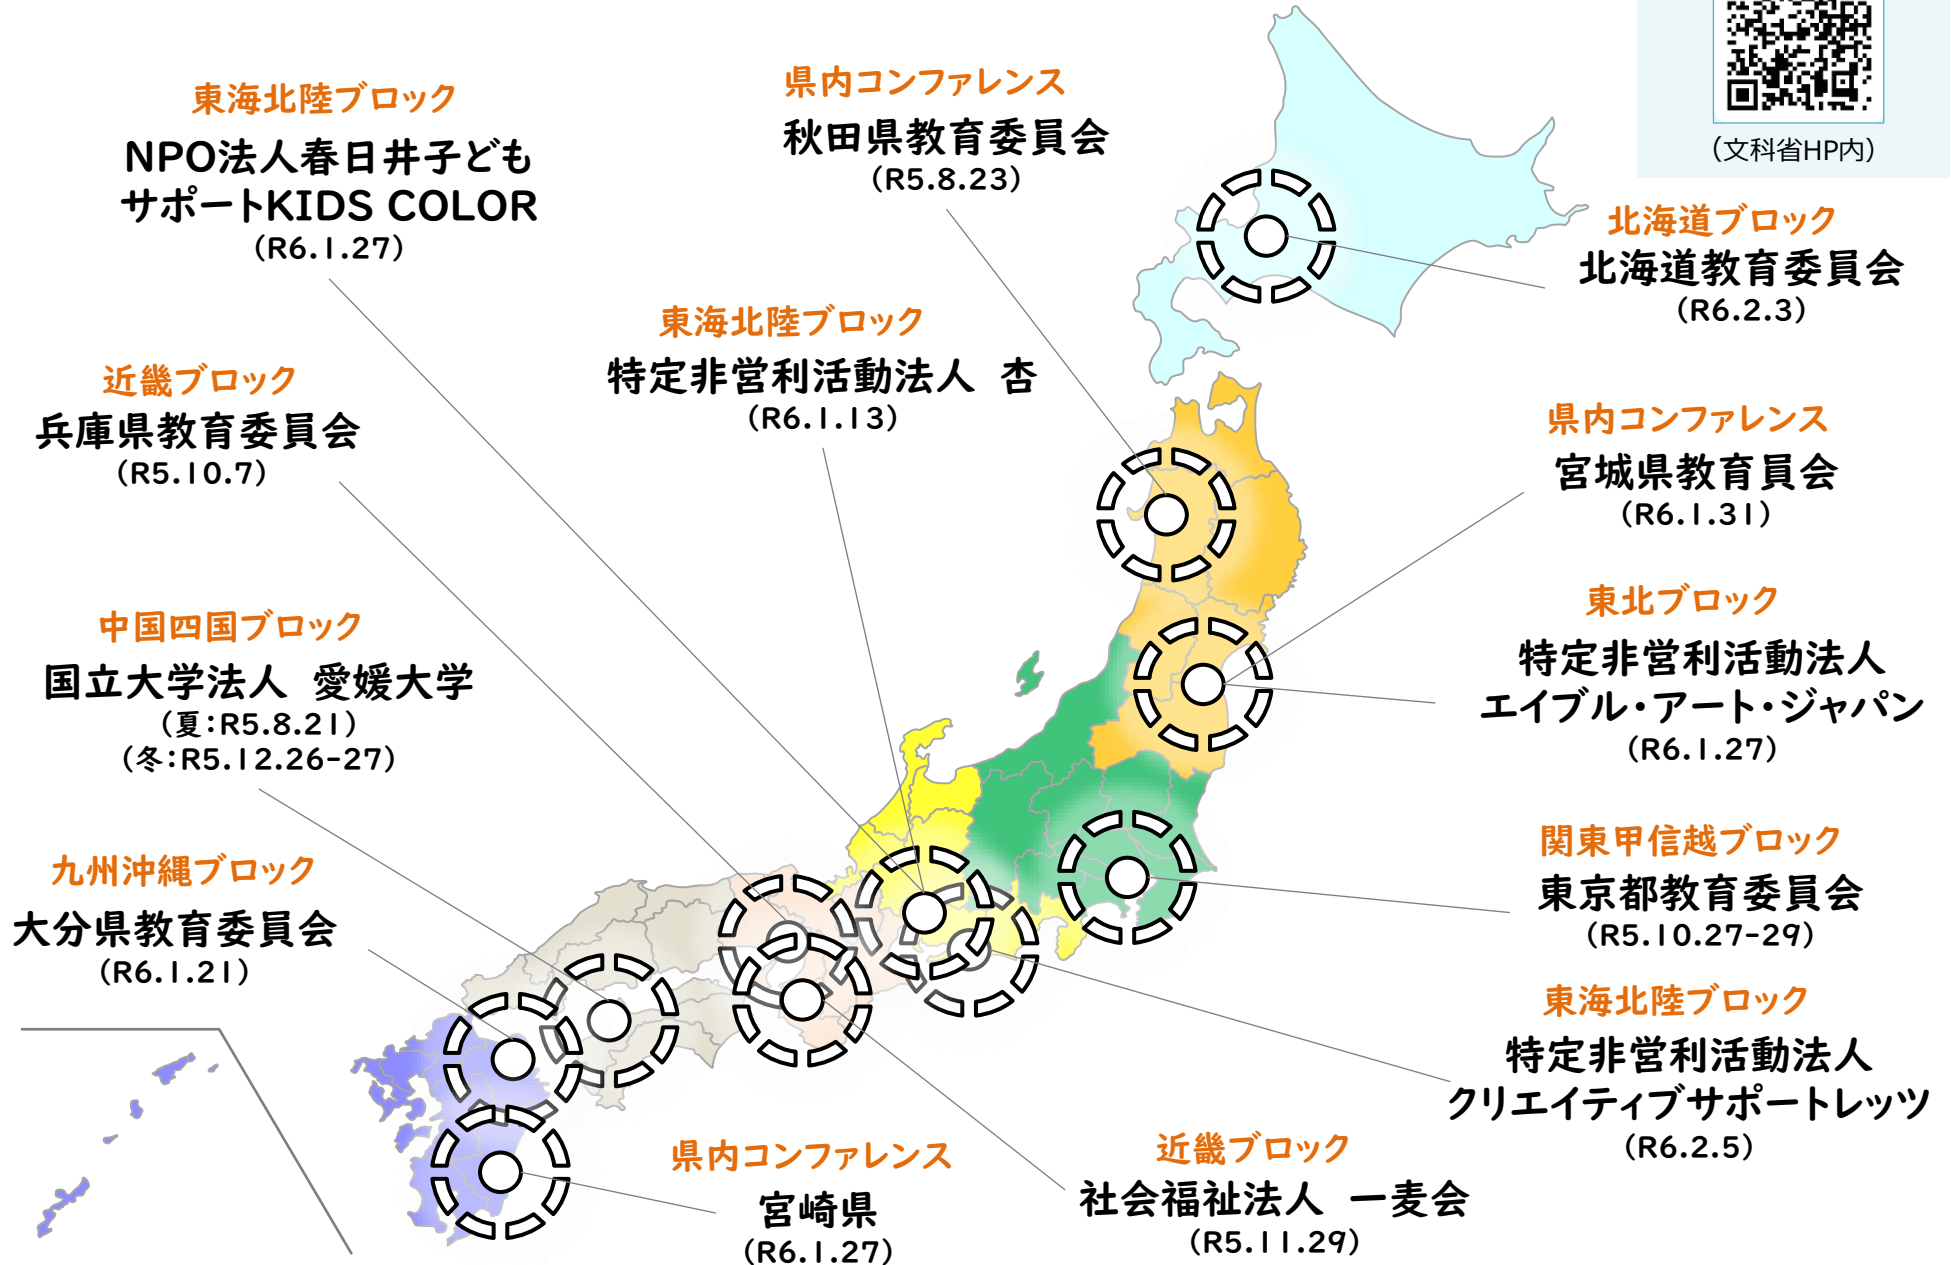 東海北陸ブロック
NPO法人春日井子ども
サポートKIDS COLOR
(R6.1.27)
県内コンファレンス
秋田県教育委員会
(R5.8.23)
(文科省HP内)
北海道ブロック
北海道教育委員会
(R6.2.3)
東海北陸ブロック
特定非営利活動法人 杏
(R6.1.13)
近畿ブロック
兵庫県教育委員会
(R5.10.7)
県内コンファレンス
宮城県教育員会
(R6.1.31)
東北ブロック
特定非営利活動法人
エイブル・アート・ジャパン
(R6.1.27)
中国四国ブロック
国立大学法人 愛媛大学
(夏:R5.8.21)
(冬:R5.12.26-27)
関東甲信越ブロック
東京都教育委員会
(R5.10.27-29)
九州沖縄ブロック
大分県教育委員会
(R6.1.21)
東海北陸ブロック
特定非営利活動法人
クリエイティブサポートレッツ
(R6.2.5)
県内コンファレンス
宮崎県
(R6.1.27)
近畿ブロック
社会福祉法人 一麦会
(R5.11.29)